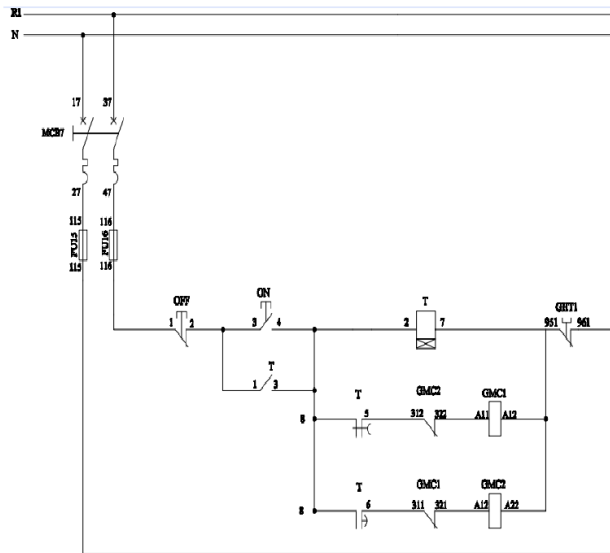 R1
N
17 37
MCB7
27 47
115 116
FU15 FU16
115 116
OFF ON T GET1
1 2 3 4 2 7 951 961
T
1 3
T GMC2 GMC1
8 5 312 322 A11 A12
T GMC1 GMC2
8 6 311 321 A12 A22